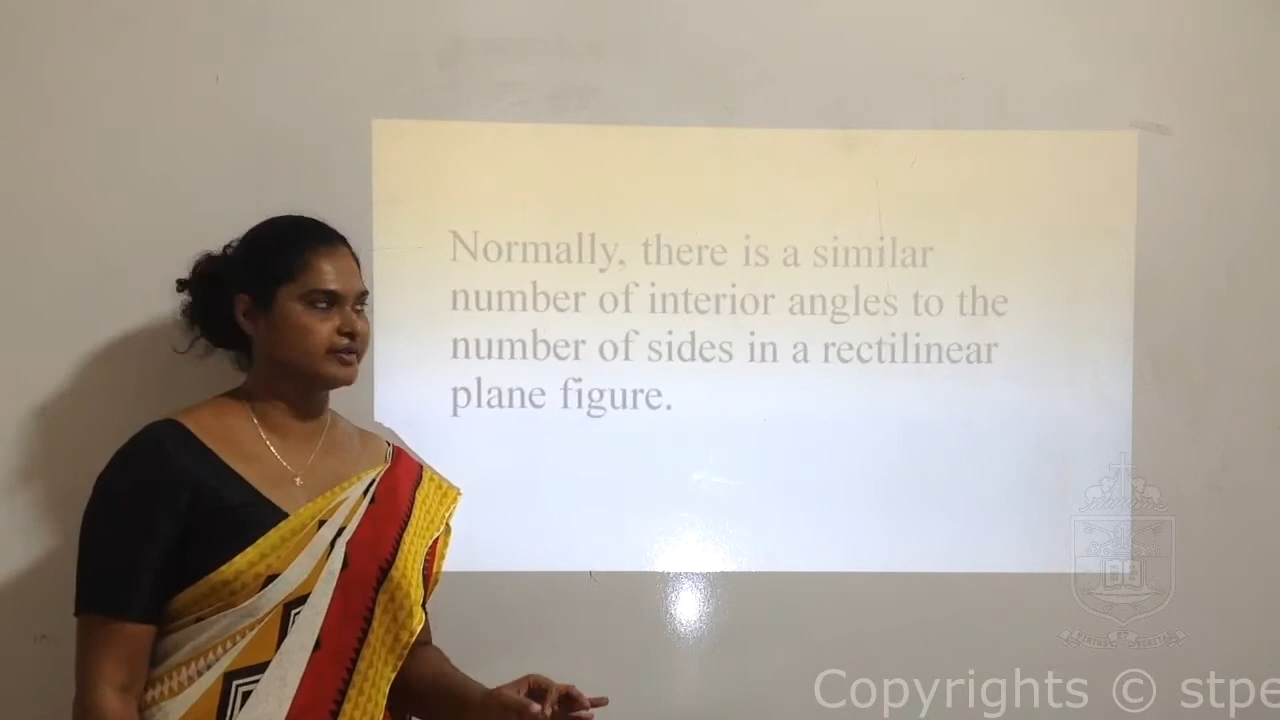 Normally, there is a similar
number of interior angles to the
number of sides in a rectilinear
plane figure.
Copyrights © stpe